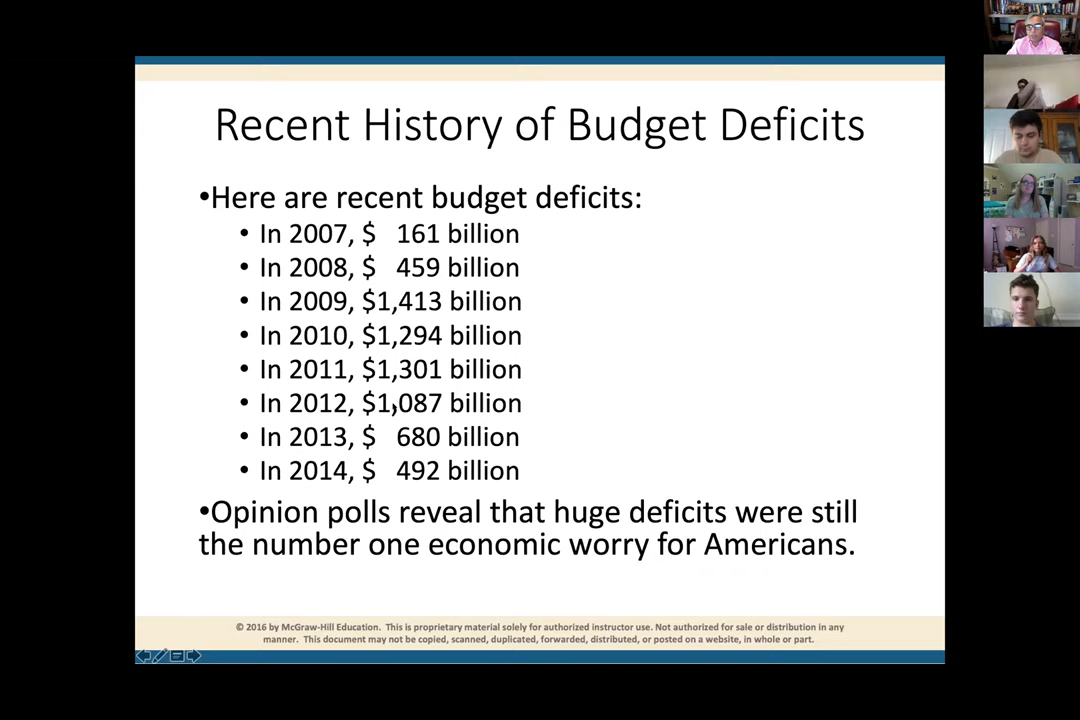 Recent History of Budget Deficits
•Here are recent budget deficits:
• In 2007, $ 161 billion
• In 2008, $ 459 billion
• In 2009, $1,413 billion
• In 2010, $1,294 billion
• In 2011, $1,301 billion
• In 2012, $1,087 billion
• In 2013, $ 680 billion
• In 2014, $ 492 billion
•Opinion polls reveal that huge deficits were still
the number one economic worry for Americans.
© 2016 by McGraw-Hill Education. This is proprietary material solely for authorized instructor use. Not authorized for sale or distribution in any
manner. This document may not be copied, scanned, duplicated, forwarded, distributed, or posted on a website, in whole or part.